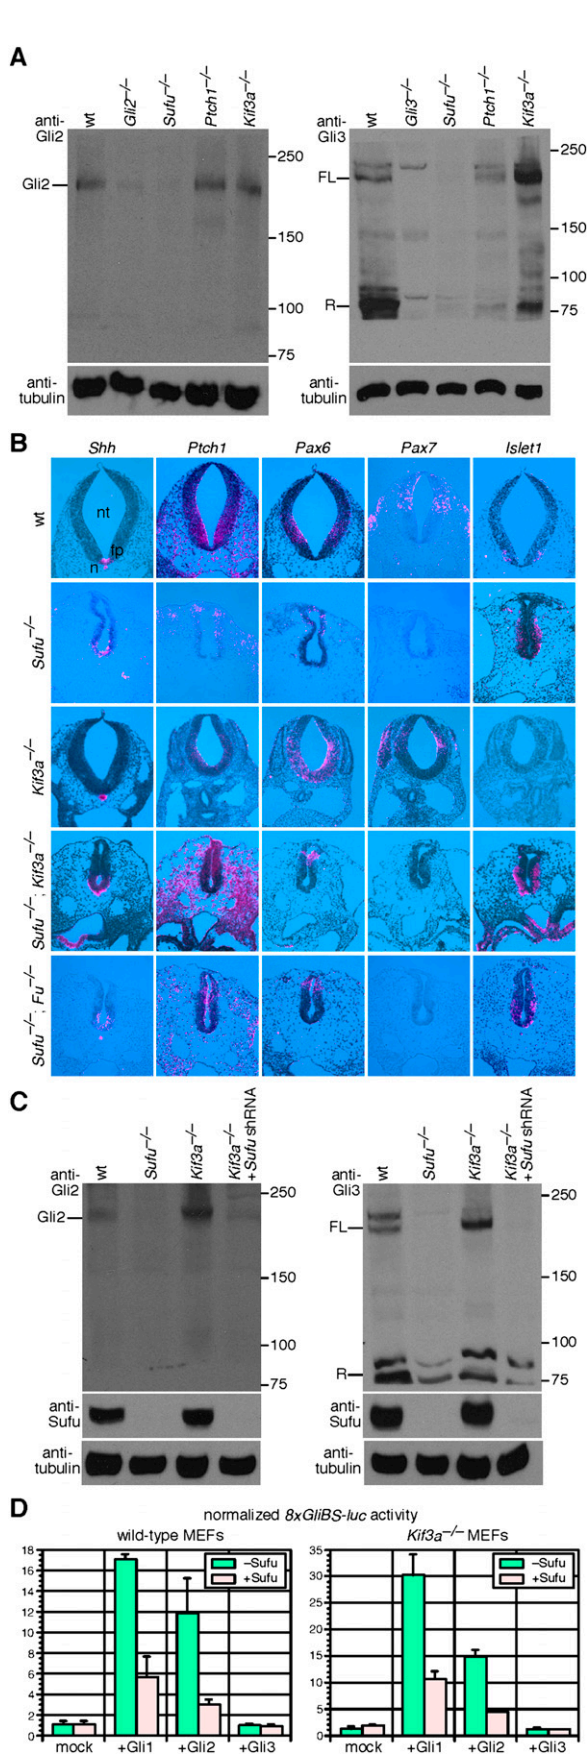 A
anti-Gli2
wt
Gli2−/−
Sufu−/−
Ptch1−/−
Kif3a−/−
Gli2
250
150
100
75
anti-tubulin
anti-Gli3
wt
Gli3−/−
Sufu−/−
Ptch1−/−
Kif3a−/−
FL
R
250
150
100
75
anti-tubulin
B
Shh Ptch1 Pax6 Pax7 Islet1
wt
nt
fp
n
Sufu−/−
Kif3a−/−
Sufu−/−; Kif3a−/−
Sufu−/−; Fu−/−
C
anti-Gli2
wt
Sufu−/−
Kif3a−/−
Kif3a−/− + Sufu shRNA
Gli2
250
150
100
75
anti-Sufu
anti-tubulin
anti-Gli3
wt
Sufu−/−
Kif3a−/−
Kif3a−/− + Sufu shRNA
FL
R
250
150
100
75
anti-Sufu
anti-tubulin
D
normalized 8xGliBS-luc activity
wild-type MEFs
18
16
14
12
10
8
6
4
2
0
–Sufu
+Sufu
mock +Gli1 +Gli2 +Gli3
Kif3a−/− MEFs
35
30
25
20
15
10
5
0
–Sufu
+Sufu
mock +Gli1 +Gli2 +Gli3